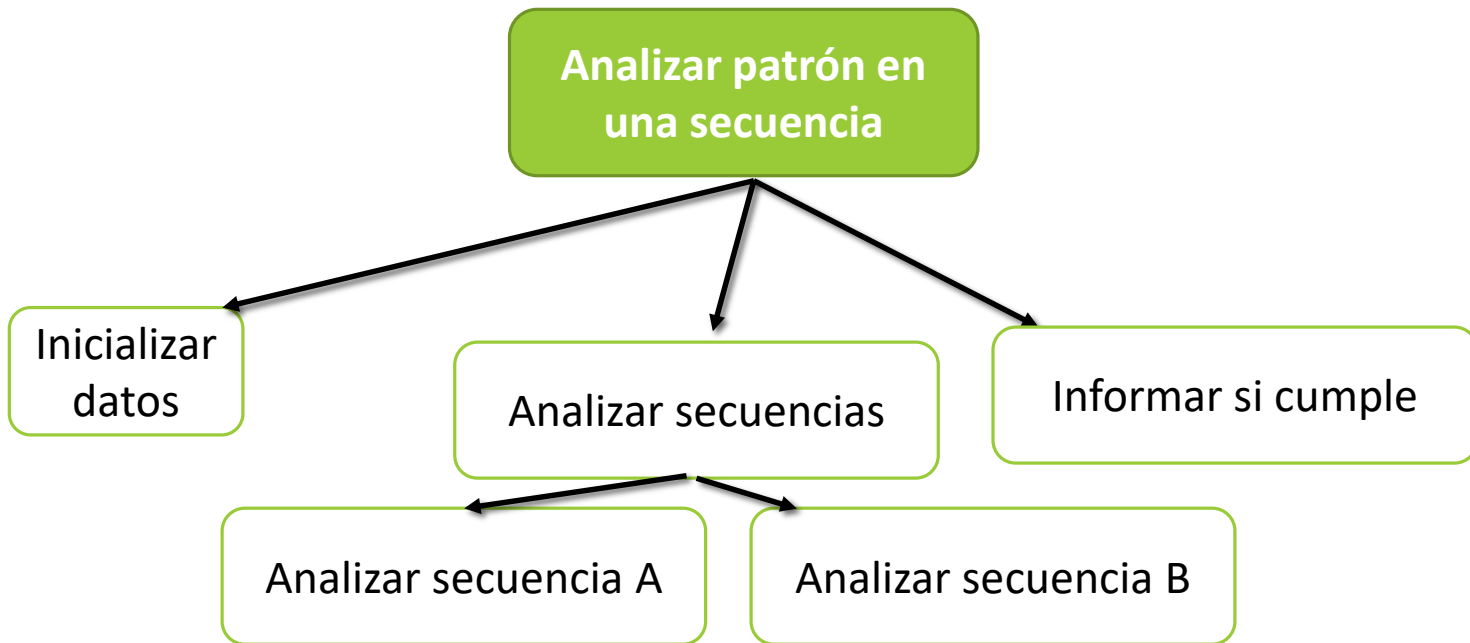 Analizar patrón en
una secuencia
Inicializar
datos
Analizar secuencias
Informar si cumple
Analizar secuencia A
Analizar secuencia B